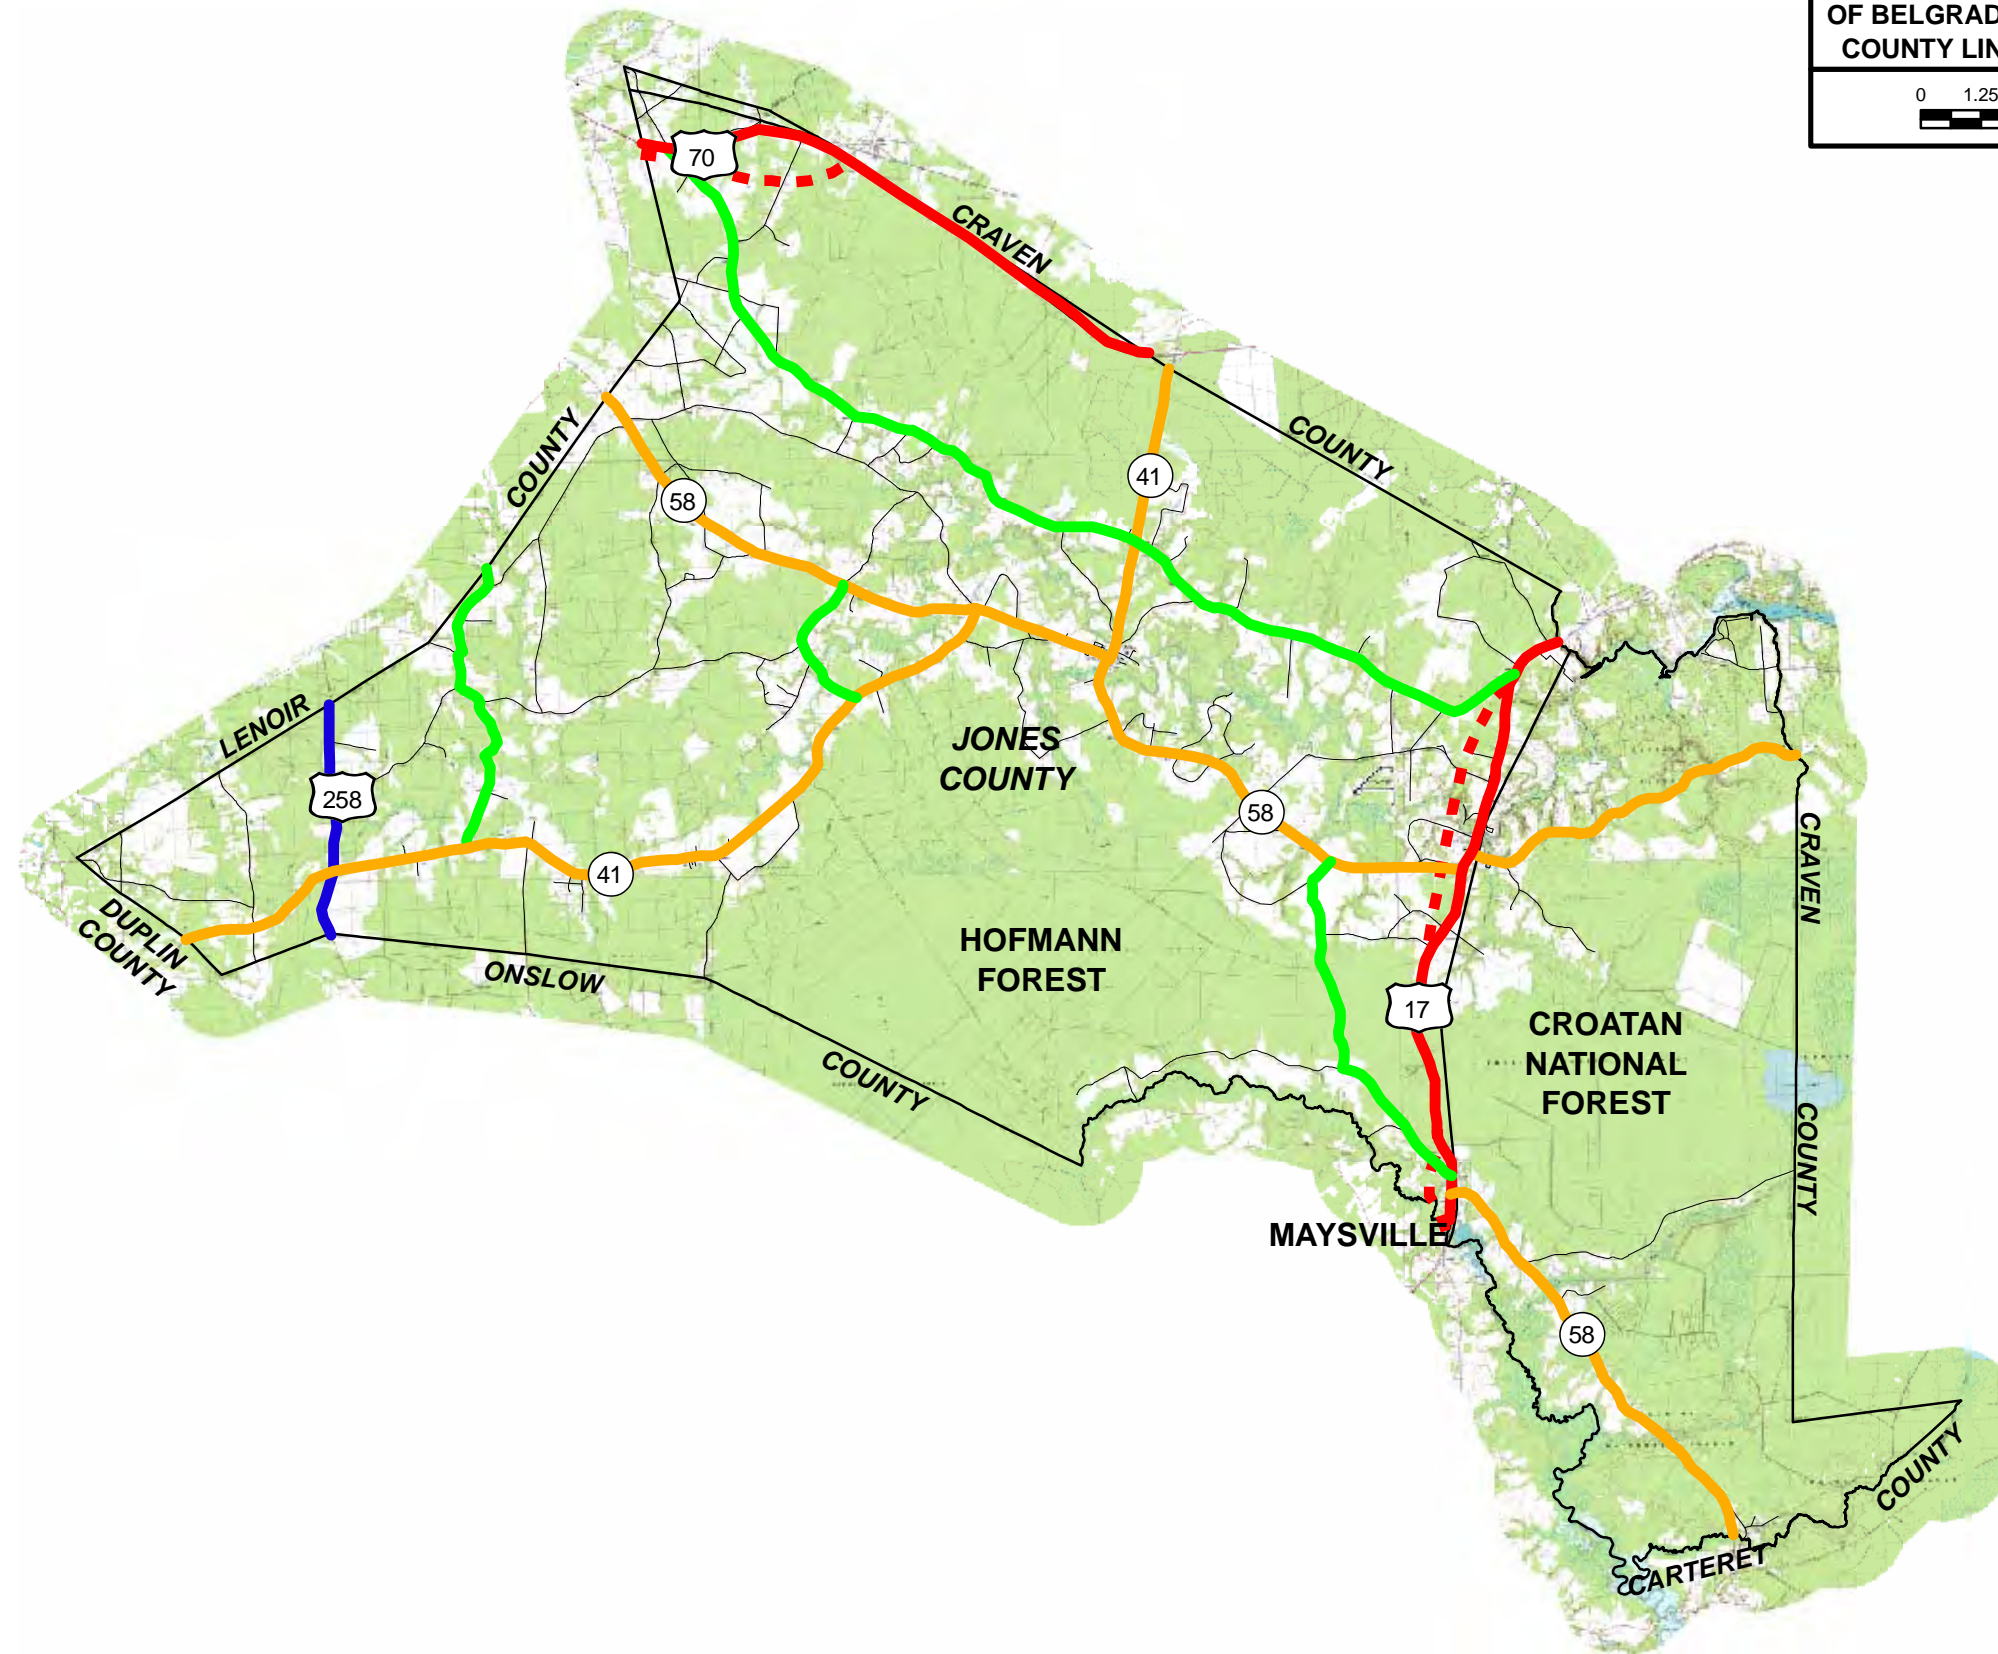 OF BELGRAD
COUNTY LIN
0 1.25
70
CRAVEN
COUNTY
41
COUNTY
58
LENOIR
258
JONES
COUNTY
58
41
CRAVEN
DUPLIN
COUNTY
ONSLOW
HOFMANN
FOREST
17
CROATAN
NATIONAL
FOREST
COUNTY
COUNTY
MAYSVILLE
58
COUNTY
CARTERET